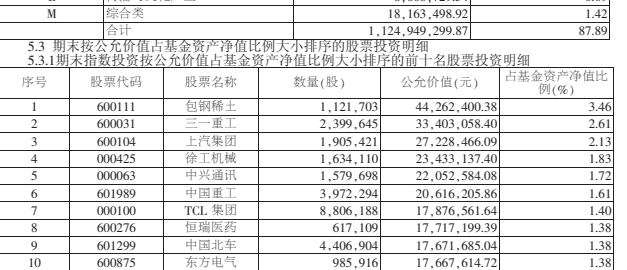 M 综合类 18,163,498.92 1.42
合计 1,124,949,299.87 87.89
5.3 期末按公允价值占基金资产净值比例大小排序的股票投资明细
5.3.1期末指数投资按公允价值占基金资产净值比例大小排序的前十名股票投资明细
序号 股票代码 股票名称 数量(股) 公允价值(元) 占基金资产净值比例(%)
1 600111 包钢稀土 1,121,703 44,262,400.38 3.46
2 600031 三一重工 2,399,645 33,403,058.40 2.61
3 600104 上汽集团 1,905,421 27,228,466.09 2.13
4 000425 徐工机械 1,634,110 23,433,137.40 1.83
5 000063 中兴通讯 1,579,698 22,052,584.08 1.72
6 601989 中国重工 3,972,294 20,616,205.86 1.61
7 000100 TCL 集团 8,806,188 17,876,561.64 1.40
8 600276 恒瑞医药 617,109 17,717,199.39 1.38
9 601299 中国北车 4,406,904 17,671,685.04 1.38
10 600875 东方电气 985,916 17,667,614.72 1.38